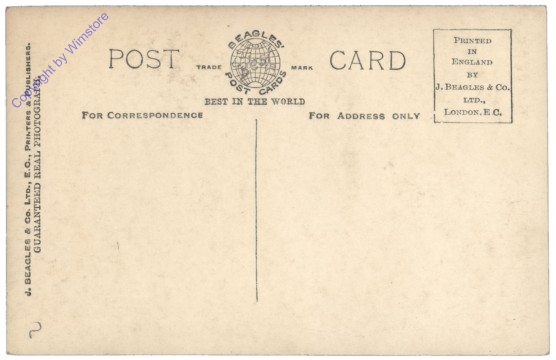 POST CARD
BEAGLES'
TRADE MARK
POST CARDS
BEST IN THE WORLD
PRINTED
IN
ENGLAND
BY
J. BEAGLES & CO.
LTD.,
LONDON, E.C.
FOR CORRESPONDENCE
FOR ADDRESS ONLY
J. BEAGLES & CO. LTD., E.C., PRINTERS & PUBLISHERS.
GUARANTEED REAL PHOTOGRAPH.
Copyright by Wimstore